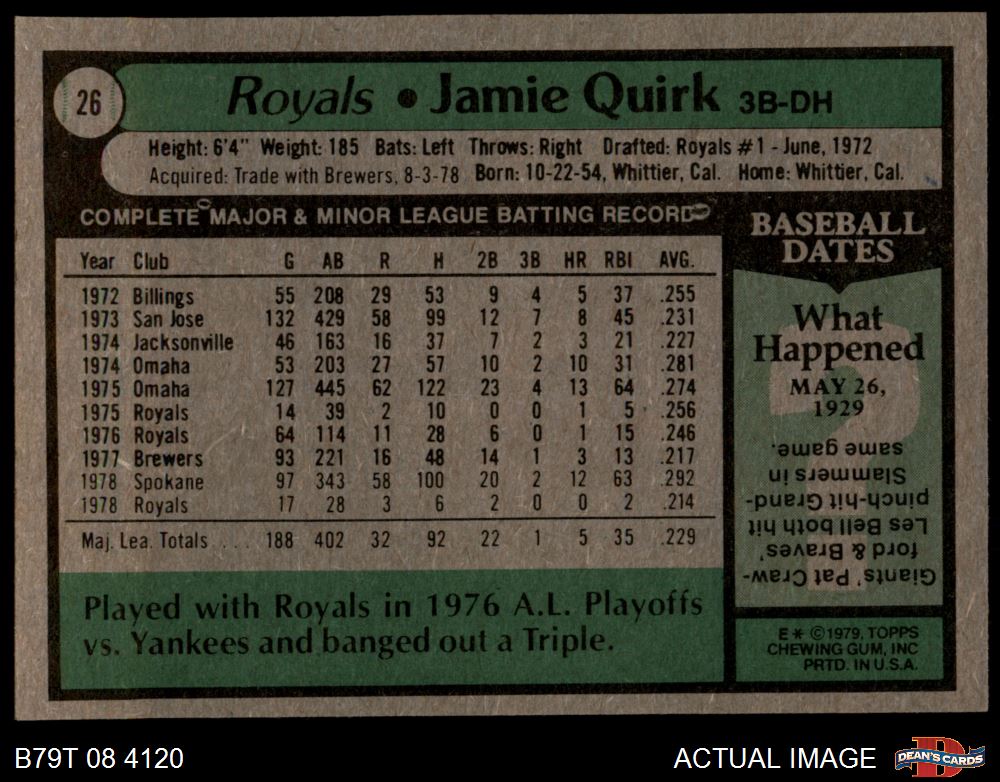 26
Royals • Jamie Quirk 3B-DH
Height: 6'4" Weight: 185 Bats: Left Throws: Right Drafted: Royals #1 - June, 1972
Acquired: Trade with Brewers, 8-3-78 Born: 10-22-54, Whittier, Cal. Home: Whittier, Cal.
COMPLETE MAJOR & MINOR LEAGUE BATTING RECORD
Year Club G AB R H 2B 3B HR RBI AVG.
1972 Billings 55 208 29 53 9 4 5 37 .255
1973 San Jose 132 429 58 99 12 7 8 45 .231
1974 Jacksonville 46 163 16 37 7 2 3 21 .227
1974 Omaha 53 203 27 57 10 2 10 31 .281
1975 Omaha 127 445 62 122 23 4 13 64 .274
1975 Royals 14 39 2 10 0 0 1 5 .256
1976 Royals 64 114 11 28 6 0 1 15 .246
1977 Brewers 93 221 16 48 14 1 3 13 .217
1978 Spokane 97 343 58 100 20 2 12 63 .292
1978 Royals 17 28 3 6 2 0 0 2 .214
Maj. Lea. Totals .... 188 402 32 92 22 1 5 35 .229
Played with Royals in 1976 A.L. Playoffs
vs. Yankees and banged out a Triple.
BASEBALL
DATES
What
Happened
MAY 26,
1929
Giants' Pat Craw-
ford & Braves'
Les Bell both hit
pinch-hit Grand-
Slammers in
same game.
E* ©1979, TOPPS
CHEWING GUM, INC
PRTD. IN U.S.A.
B79T 08 4120
ACTUAL IMAGE
D
DEAN'S CARDS